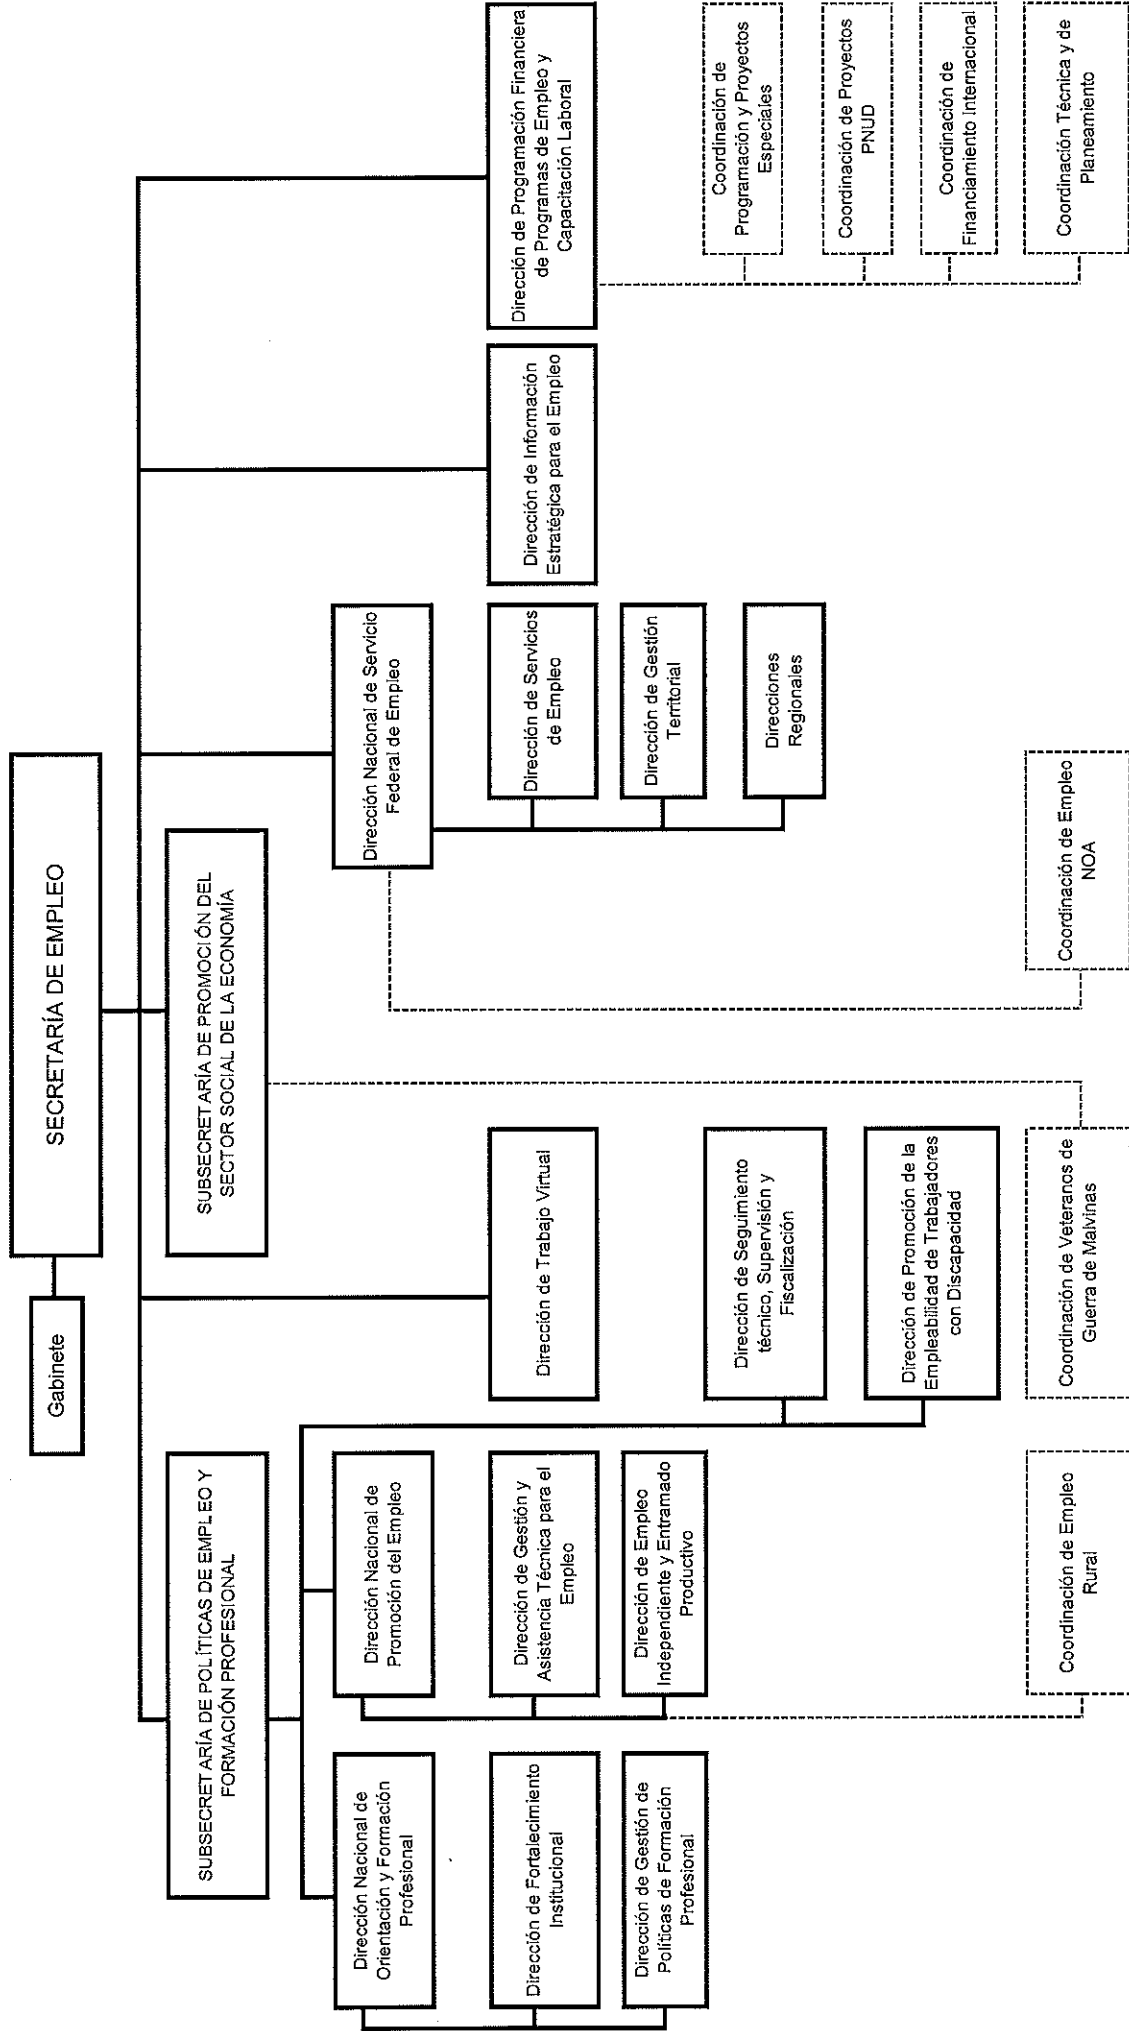 SECRETARÍA DE EMPLEO
Gabinete
SUBSECRETARÍA DE POLÍTICAS DE EMPLEO Y
FORMACIÓN PROFESIONAL
SUBSECRETARÍA DE PROMOCIÓN DEL
SECTOR SOCIAL DE LA ECONOMÍA
Dirección Nacional de
Orientación y Formación
Profesional
Dirección Nacional de
Promoción del Empleo
Dirección Nacional de Servicio
Federal de Empleo
Dirección de Fortalecimiento
Institucional
Dirección de Gestión y
Asistencia Técnica para el
Empleo
Dirección de Trabajo Virtual
Dirección de Servicios
de Empleo
Dirección de Información
Estratégica para el Empleo
Dirección de Programación Financiera
de Programas de Empleo y
Capacitación Laboral
Dirección de Gestión de
Políticas de Formación
Profesional
Dirección de Empleo
Independiente y Entramado
Productivo
Dirección de Gestión
Territorial
Dirección de Seguimiento
técnico, Supervisión y
Fiscalización
Direcciones
Regionales
Coordinación de
Programación y Proyectos
Especiales
Coordinación de Proyectos
PNUD
Dirección de Promoción de la
Empleabilidad de Trabajadores
con Discapacidad
Coordinación de
Financiamiento Internacional
Coordinación de Empleo
Rural
Coordinación de Veteranos de
Guerra de Malvinas
Coordinación de Empleo
NOA
Coordinación Técnica y de
Planeamiento